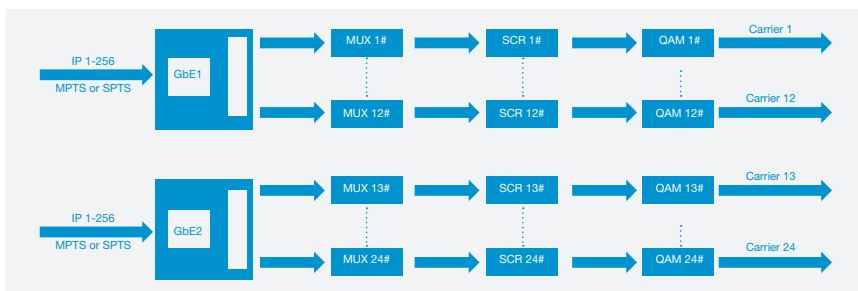 MUX 1#
SCR 1#
QAM 1#
Carrier 1
IP 1-256
GbE1
MPTS or SPTS
MUX 12#
SCR 12#
QAM 12#
Carrier 12
MUX 13#
SCR 13#
QAM 13#
Carrier 13
IP 1-256
GbE2
MPTS or SPTS
MUX 24#
SCR 24#
QAM 24#
Carrier 24